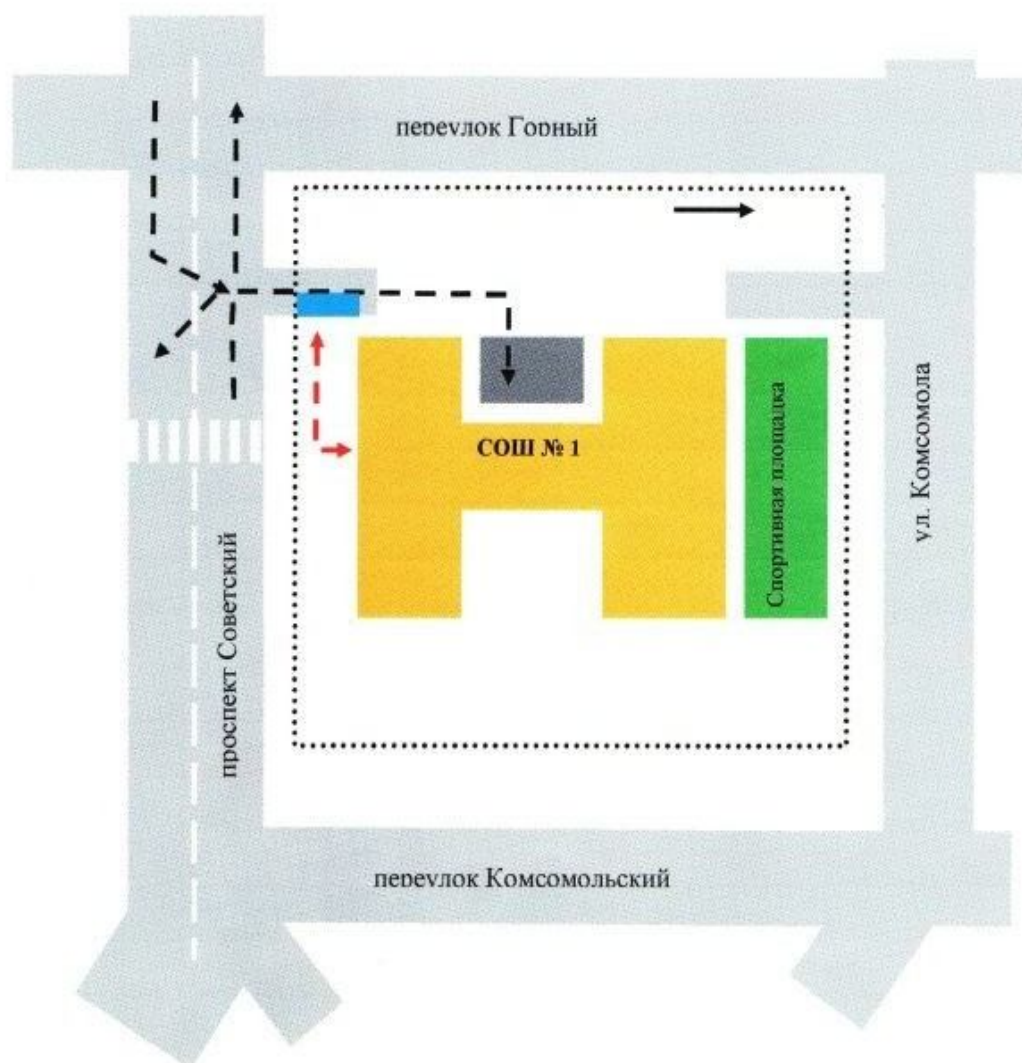 переулок Горный
СОШ № 1
Спортивная площадка
ул. Комсомола
проспект Советский
переулок Комсомольский